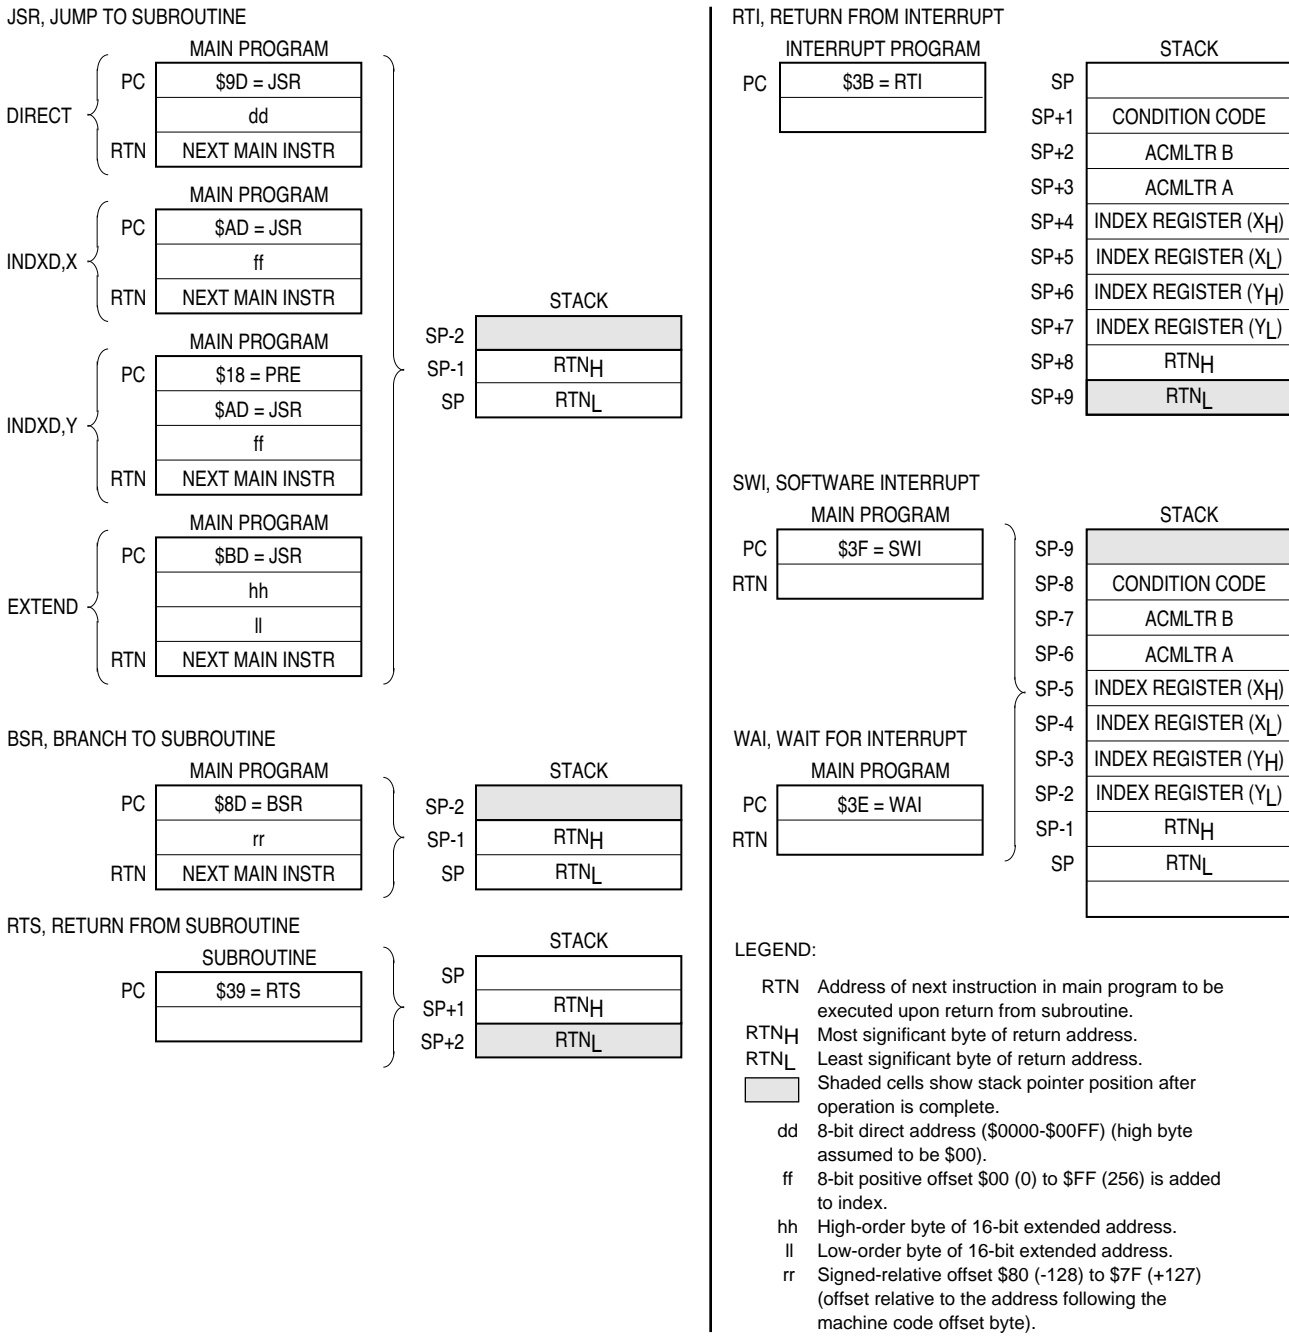 JSR, JUMP TO SUBROUTINE
MAIN PROGRAM
DIRECT
PC $9D = JSR
dd
RTN NEXT MAIN INSTR
MAIN PROGRAM
INDXD,X
PC $AD = JSR
ff
RTN NEXT MAIN INSTR
MAIN PROGRAM
INDXD,Y
PC $18 = PRE
$AD = JSR
ff
RTN NEXT MAIN INSTR
MAIN PROGRAM
EXTEND
PC $BD = JSR
hh
ll
RTN NEXT MAIN INSTR
STACK
SP-2
SP-1 RTNH
SP RTNL
BSR, BRANCH TO SUBROUTINE
MAIN PROGRAM
PC $8D = BSR
rr
RTN NEXT MAIN INSTR
STACK
SP-2
SP-1 RTNH
SP RTNL
RTS, RETURN FROM SUBROUTINE
SUBROUTINE
PC $39 = RTS
STACK
SP
SP+1 RTNH
SP+2 RTNL
RTI, RETURN FROM INTERRUPT
INTERRUPT PROGRAM
PC $3B = RTI
STACK
SP
SP+1 CONDITION CODE
SP+2 ACMLTR B
SP+3 ACMLTR A
SP+4 INDEX REGISTER (XH)
SP+5 INDEX REGISTER (XL)
SP+6 INDEX REGISTER (YH)
SP+7 INDEX REGISTER (YL)
SP+8 RTNH
SP+9 RTNL
SWI, SOFTWARE INTERRUPT
MAIN PROGRAM
PC $3F = SWI
RTN
WAI, WAIT FOR INTERRUPT
MAIN PROGRAM
PC $3E = WAI
RTN
STACK
SP-9
SP-8 CONDITION CODE
SP-7 ACMLTR B
SP-6 ACMLTR A
SP-5 INDEX REGISTER (XH)
SP-4 INDEX REGISTER (XL)
SP-3 INDEX REGISTER (YH)
SP-2 INDEX REGISTER (YL)
SP-1 RTNH
SP RTNL
LEGEND:
RTN Address of next instruction in main program to be
executed upon return from subroutine.
RTNH Most significant byte of return address.
RTNL Least significant byte of return address.
Shaded cells show stack pointer position after
operation is complete.
dd 8-bit direct address ($0000-$00FF) (high byte
assumed to be $00).
ff 8-bit positive offset $00 (0) to $FF (256) is added
to index.
hh High-order byte of 16-bit extended address.
ll Low-order byte of 16-bit extended address.
rr Signed-relative offset $80 (-128) to $7F (+127)
(offset relative to the address following the
machine code offset byte).